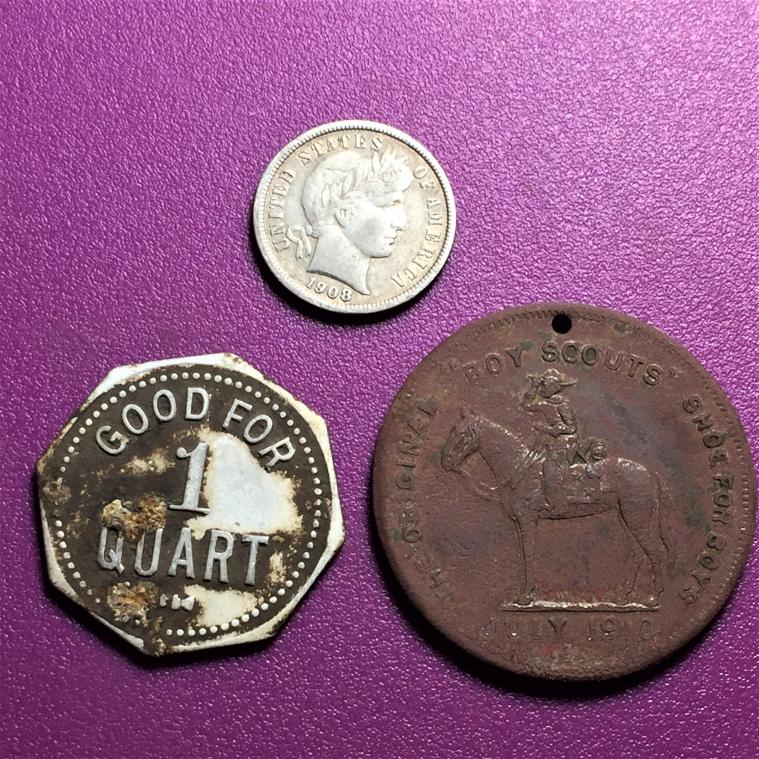 UNITED STATES OF AMERICA
1908
GOOD FOR
1
QUART
THE ORIGINAL "BOY SCOUTS" SHOE FOR BOYS
JULY 1910